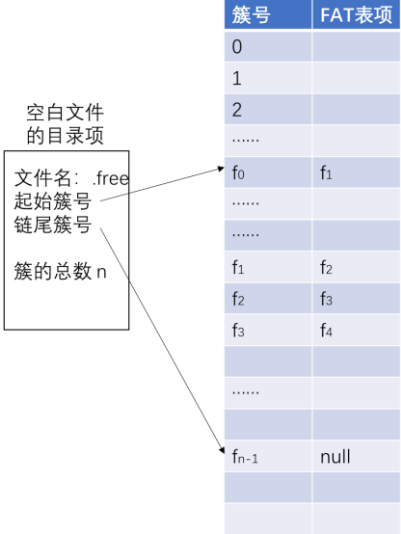 空白文件
的目录项
文件名：.free
起始簇号
链尾簇号
簇的总数 n
簇号 FAT表项
0
1
2
……
f0 f1
……
……
f1 f2
f2 f3
f3 f4
……
fn-1 null